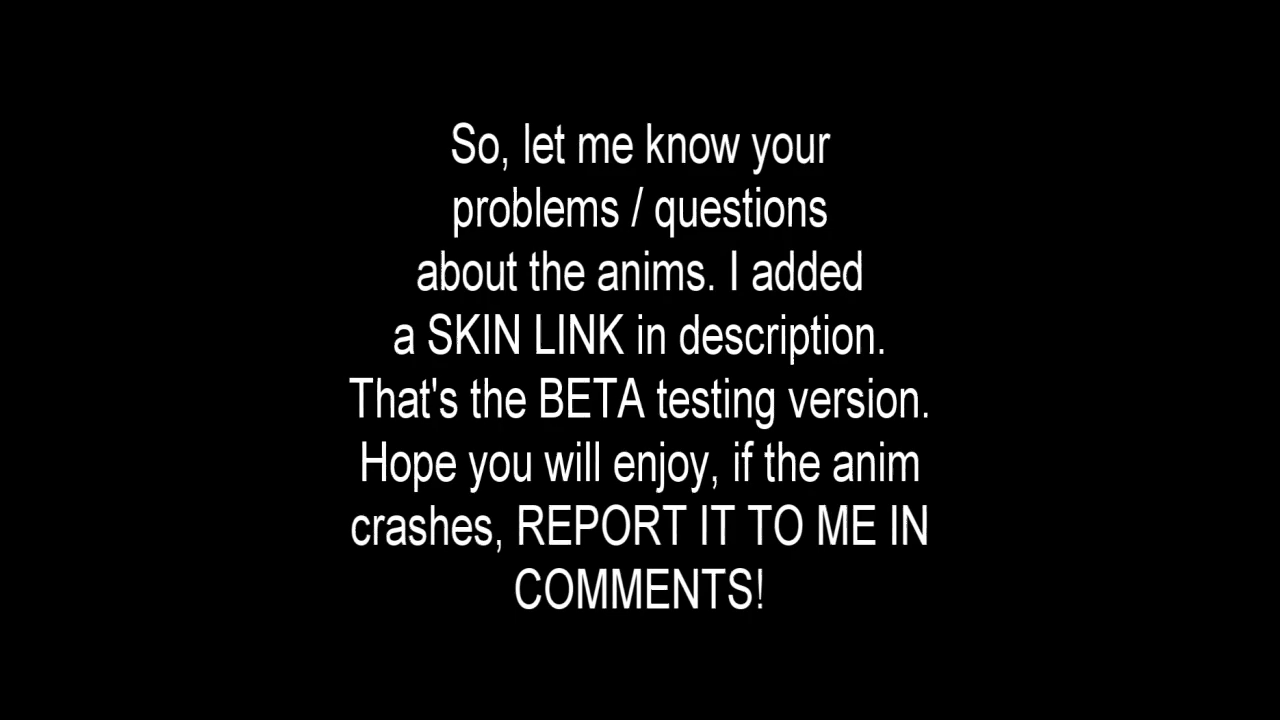 So, let me know your
problems / questions
about the anims. I added
a SKIN LINK in description.
That's the BETA testing version.
Hope you will enjoy, if the anim
crashes, REPORT IT TO ME IN
COMMENTS!